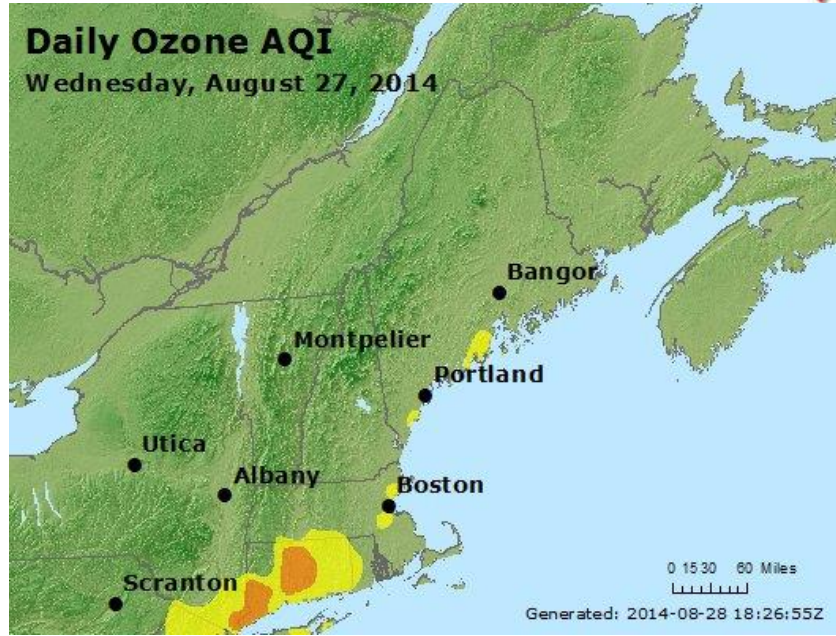 Daily Ozone AQI
Wednesday, August 27, 2014
Bangor
Montpelier
Portland
Utica
Albany
Boston
Scranton
0 15 30 60 Miles
Generated: 2014-08-28 18:26:55Z